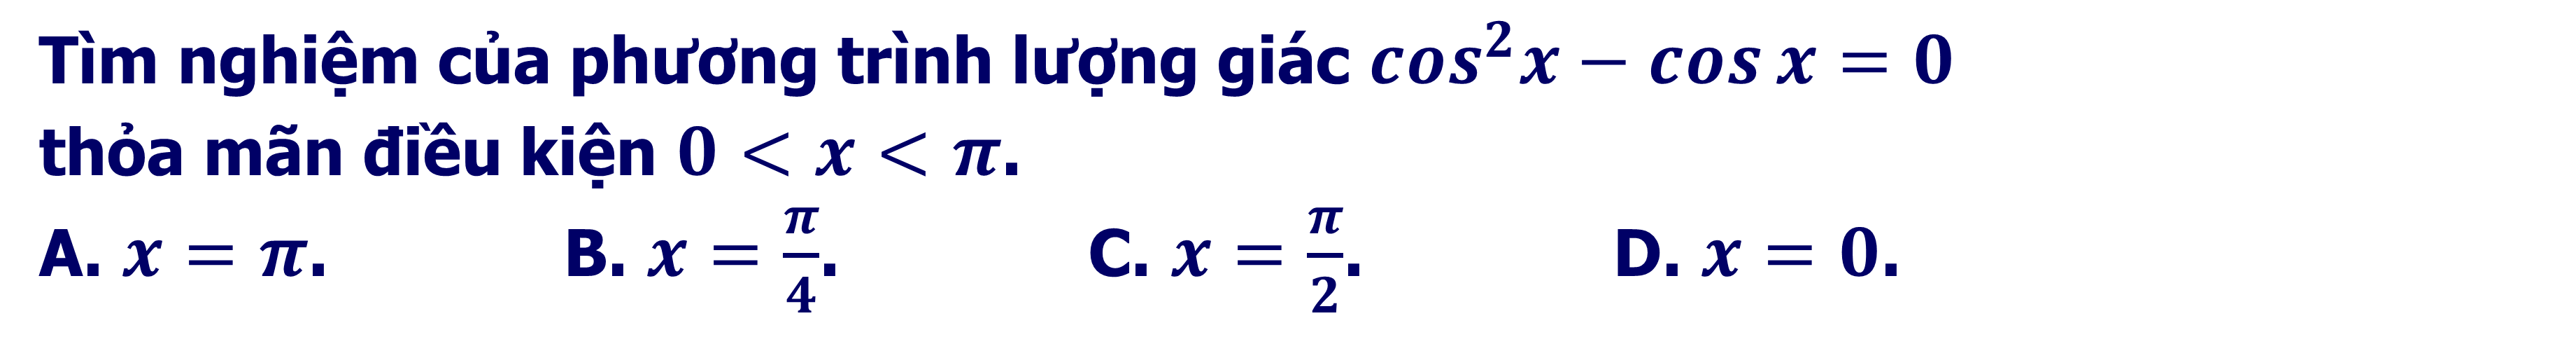 Tìm nghiệm của phương trình lượng giác cos²x − cos x = 0
thỏa mãn điều kiện 0 < x < π.
A. x = π. B. x = π/4. C. x = π/2. D. x = 0.